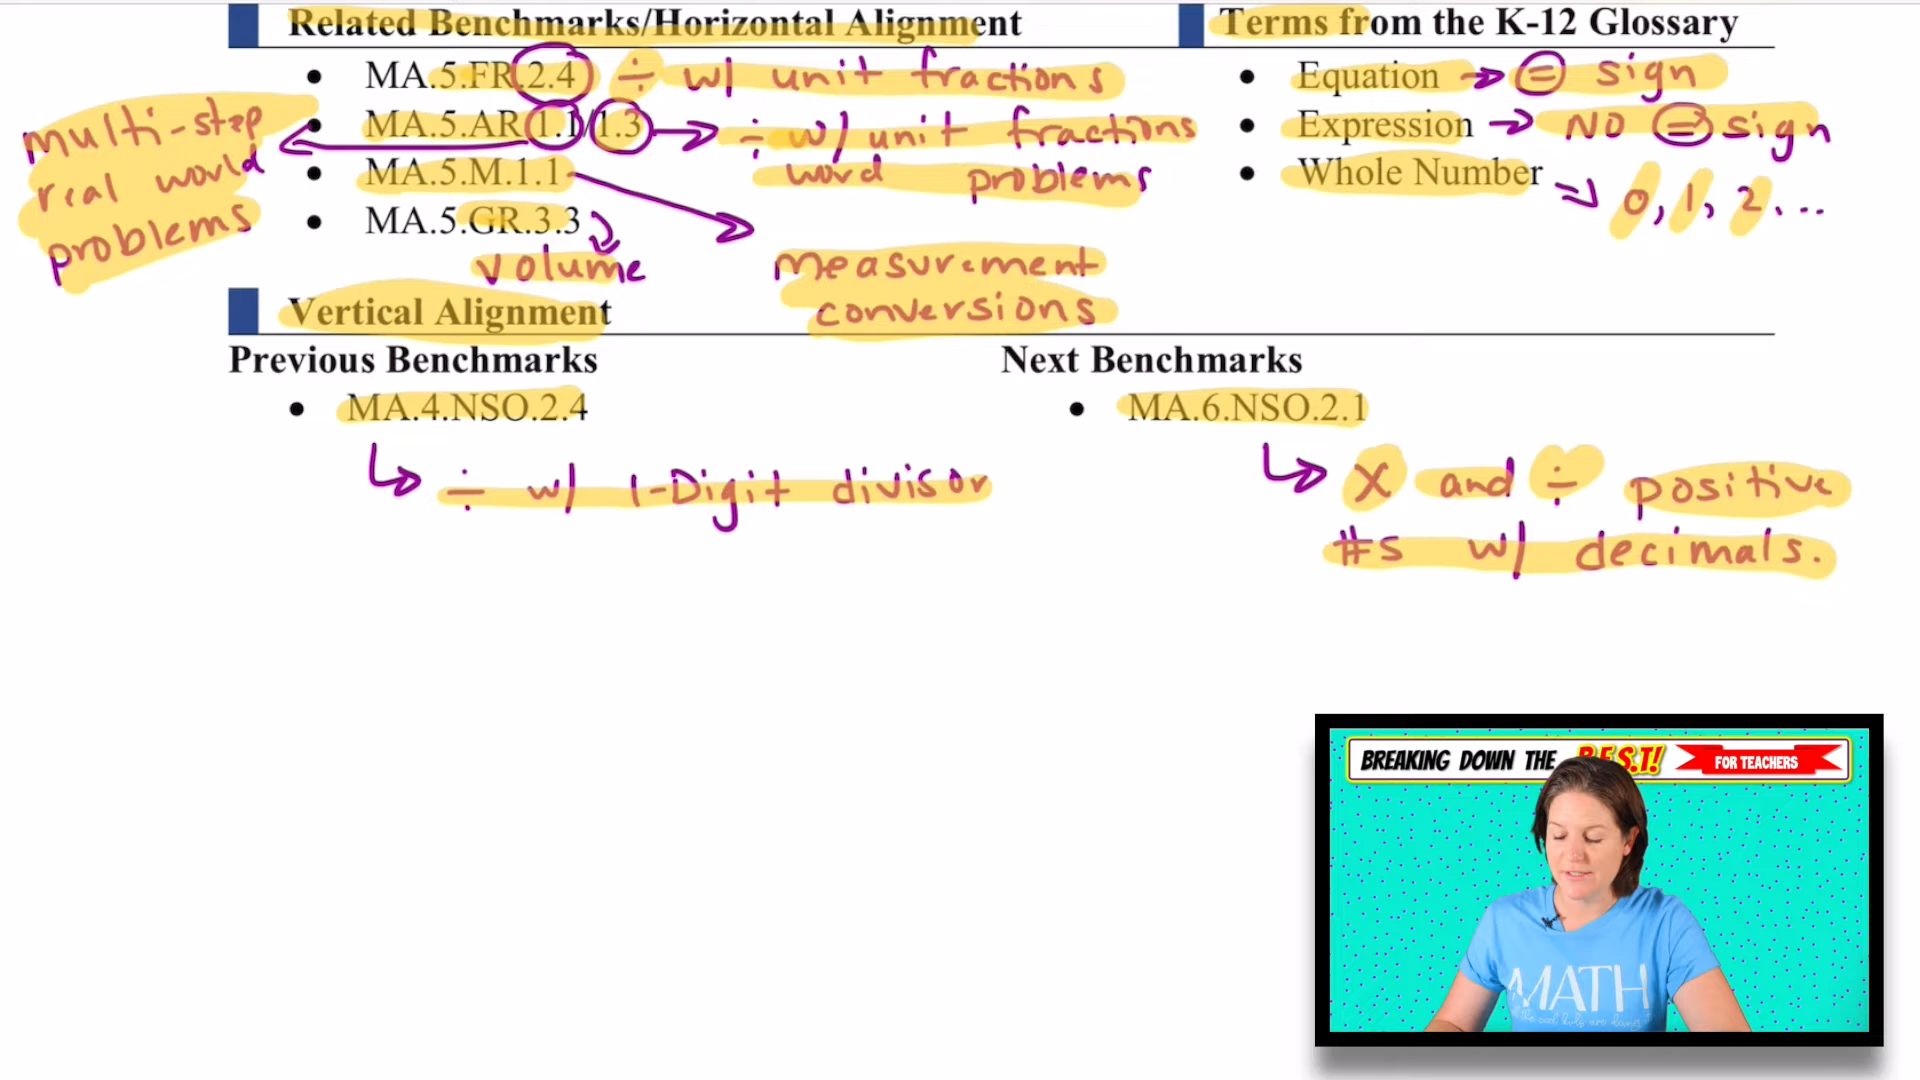 Related Benchmarks/Horizontal Alignment
MA.5.FR.2.4 ÷ w/ unit fractions
MA.5.AR.1.1/1.3 → ÷ w/ unit fractions
word problems
multi-step
real world
problems
MA.5.M.1.1
measurement
conversions
MA.5.GR.3.3
volume
Terms from the K-12 Glossary
Equation → = sign
Expression → NO = sign
Whole Number → 0, 1, 2...
Vertical Alignment
Previous Benchmarks
MA.4.NSO.2.4
÷ w/ 1-Digit divisor
Next Benchmarks
MA.6.NSO.2.1
x and ÷ positive
#s w/ decimals.
BREAKING DOWN THE B.E.S.T! FOR TEACHERS
MATH